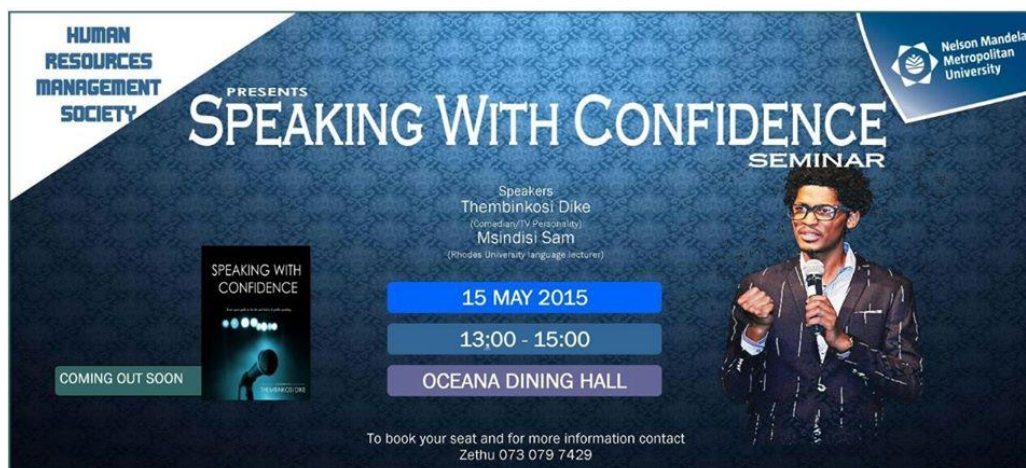 HUMAN
RESOURCES
MANAGEMENT
SOCIETY
Nelson Mandela
Metropolitan
University
PRESENTS
SPEAKING WITH CONFIDENCE
SEMINAR
Speakers
Thembinkosi Dike
(Comedian/TV Personality)
Msindisi Sam
(Rhodes University language lecturer)
SPEAKING WITH
CONFIDENCE
THEMBINKOSI DIKE
COMING OUT SOON
15 MAY 2015
13;00 - 15:00
OCEANA DINING HALL
To book your seat and for more information contact
Zethu 073 079 7429